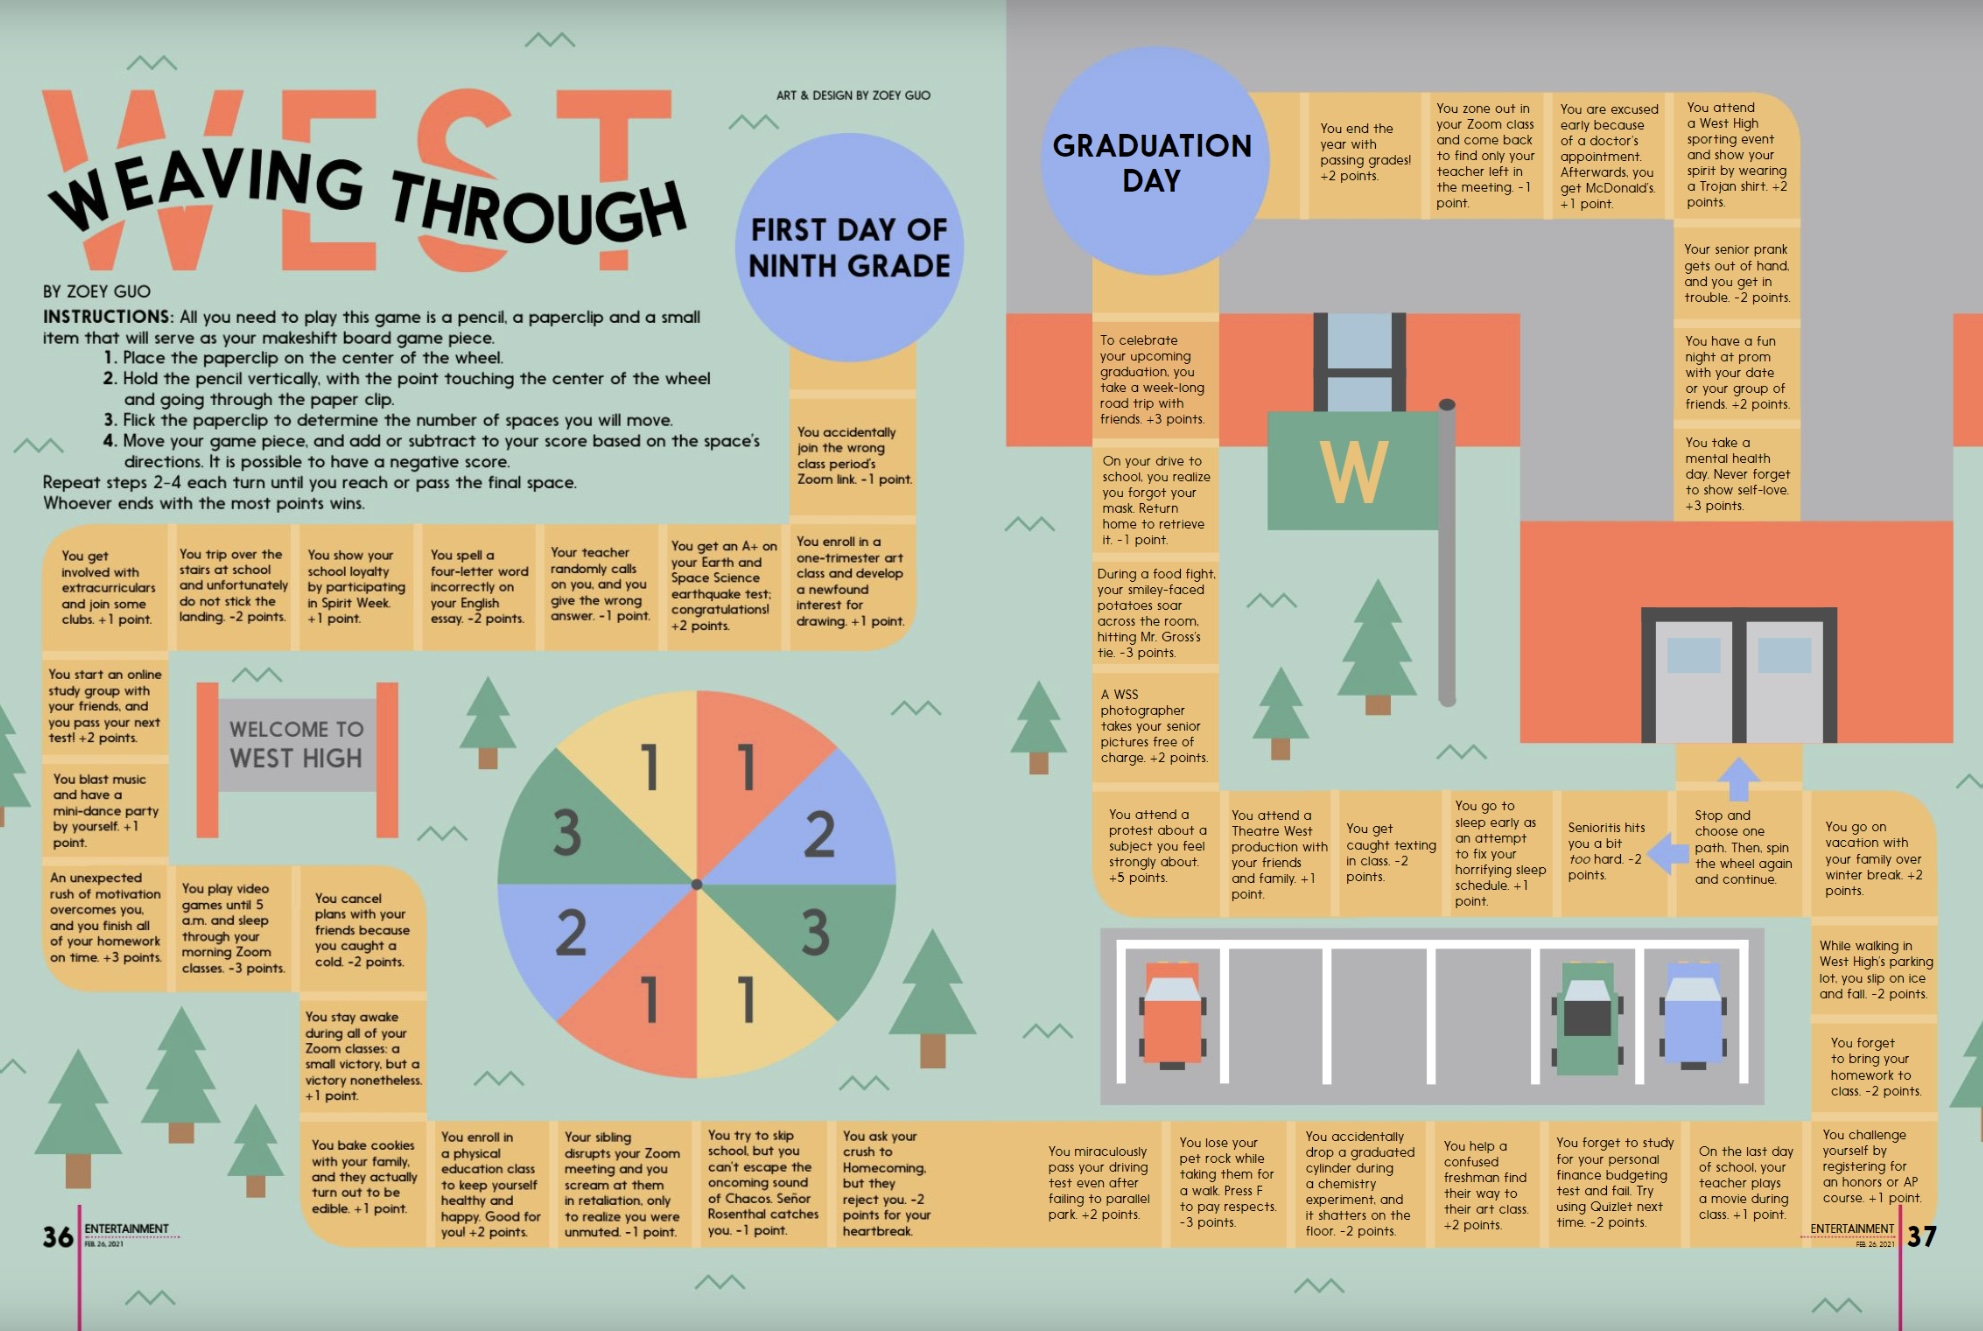 WEST
WEAVING THROUGH
ART & DESIGN BY ZOEY GUO
BY ZOEY GUO
INSTRUCTIONS: All you need to play this game is a pencil, a paperclip and a small
item that will serve as your makeshift board game piece.
1. Place the paperclip on the center of the wheel.
2. Hold the pencil vertically, with the point touching the center of the wheel
and going through the paper clip.
3. Flick the paperclip to determine the number of spaces you will move.
4. Move your game piece, and add or subtract to your score based on the space's
directions. It is possible to have a negative score.
Repeat steps 2-4 each turn until you reach or pass the final space.
Whoever ends with the most points wins.
FIRST DAY OF
NINTH GRADE
You accidentally
join the wrong
class period's
Zoom link. -1 point.
You enroll in a
one-trimester art
class and develop
a newfound
interest for
drawing. +1 point.
You get an A+ on
your Earth and
Space Science
earthquake test;
congratulations!
+2 points.
Your teacher
randomly calls
on you, and you
give the wrong
answer. -1 point.
You spell a
four-letter word
incorrectly on
your English
essay. -2 points.
You show your
school loyalty
by participating
in Spirit Week.
+1 point.
You trip over the
stairs at school
and unfortunately
do not stick the
landing. -2 points.
You get
involved with
extracurriculars
and join some
clubs. +1 point.
You start an online
study group with
your friends, and
you pass your next
test! +2 points.
You blast music
and have a
mini-dance party
by yourself. +1
point.
An unexpected
rush of motivation
overcomes you,
and you finish all
of your homework
on time. +3 points.
You play video
games until 5
a.m. and sleep
through your
morning Zoom
classes. -3 points.
You cancel
plans with your
friends because
you caught a
cold. -2 points.
You stay awake
during all of your
Zoom classes: a
small victory, but a
victory nonetheless.
+1 point.
You bake cookies
with your family,
and they actually
turn out to be
edible. +1 point.
You enroll in
a physical
education class
to keep yourself
healthy and
happy. Good for
you! +2 points.
Your sibling
disrupts your Zoom
meeting and you
scream at them
in retaliation, only
to realize you were
unmuted. -1 point.
You try to skip
school, but you
can't escape the
oncoming sound
of Chacos. Señor
Rosenthal catches
you. -1 point.
You ask your
crush to
Homecoming,
but they
reject you. -2
points for your
heartbreak.
WELCOME TO
WEST HIGH
1
1
2
3
1
1
2
3
36
ENTERTAINMENT
FEB. 26, 2021
You miraculously
pass your driving
test even after
failing to parallel
park. +2 points.
You lose your
pet rock while
taking them for
a walk. Press F
to pay respects.
-3 points.
You accidentally
drop a graduated
cylinder during
a chemistry
experiment, and
it shatters on the
floor. -2 points.
You help a
confused
freshman find
their way to
their art class.
+2 points.
You forget to study
for your personal
finance budgeting
test and fail. Try
using Quizlet next
time. -2 points.
On the last day
of school, your
teacher plays
a movie during
class. +1 point.
You challenge
yourself by
registering for
an honors or AP
course. +1 point.
You forget
to bring your
homework to
class. -2 points.
While walking in
West High's parking
lot, you slip on ice
and fall. -2 points.
You go on
vacation with
your family over
winter break. +2
points.
Stop and
choose one
path. Then, spin
the wheel again
and continue.
Senioritis hits
you a bit
too hard. -2
points.
You go to
sleep early as
an attempt
to fix your
horrifying sleep
schedule. +1
point.
You get
caught texting
in class. -2
points.
You attend a
Theatre West
production with
your friends
and family. +1
point.
You attend a
protest about a
subject you feel
strongly about.
+5 points.
A WSS
photographer
takes your senior
pictures free of
charge. +2 points.
During a food fight,
your smiley-faced
potatoes soar
across the room,
hitting Mr. Gross's
tie. -3 points.
On your drive to
school, you realize
you forgot your
mask. Return
home to retrieve
it. -1 point.
To celebrate
your upcoming
graduation, you
take a week-long
road trip with
friends. +3 points.
You take a
mental health
day. Never forget
to show self-love.
+3 points.
You have a fun
night at prom
with your date
or your group of
friends. +2 points.
Your senior prank
gets out of hand,
and you get in
trouble. -2 points.
You attend
a West High
sporting event
and show your
spirit by wearing
a Trojan shirt. +2
points.
You are excused
early because
of a doctor's
appointment.
Afterwards, you
get McDonald's.
+1 point.
You zone out in
your Zoom class
and come back
to find only your
teacher left in
the meeting. -1
point.
You end the
year with
passing grades!
+2 points.
GRADUATION
DAY
W
ENTERTAINMENT
FEB. 26, 2021
37